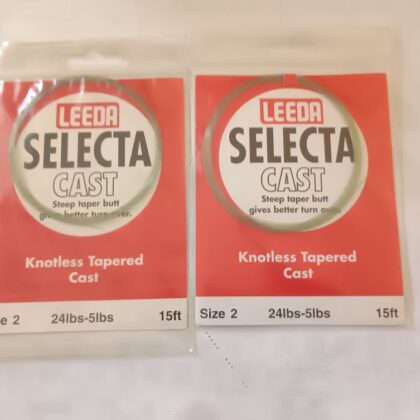 LEEDA
SELECTA
CAST
Steep taper butt
gives better turn over.
Knotless Tapered
Cast
e 2 24lbs-5lbs 15ft
LEEDA
SELECTA
CAST
Steep taper butt
gives better turn over.
Knotless Tapered
Cast
Size 2 24lbs-5lbs 15ft